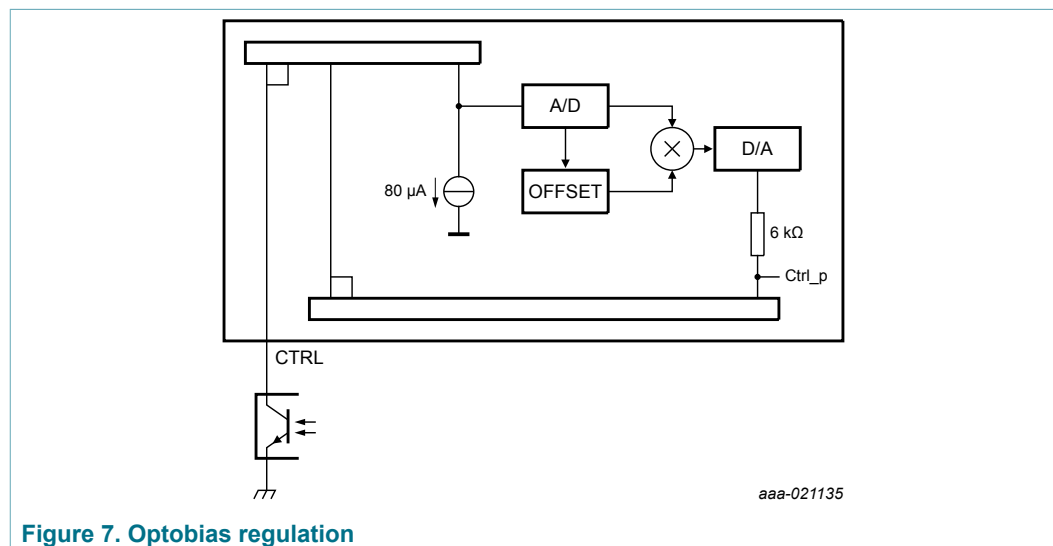 A/D
D/A
80 µA
OFFSET
6 kΩ
Ctrl_p
CTRL
aaa-021135
Figure 7. Optobias regulation